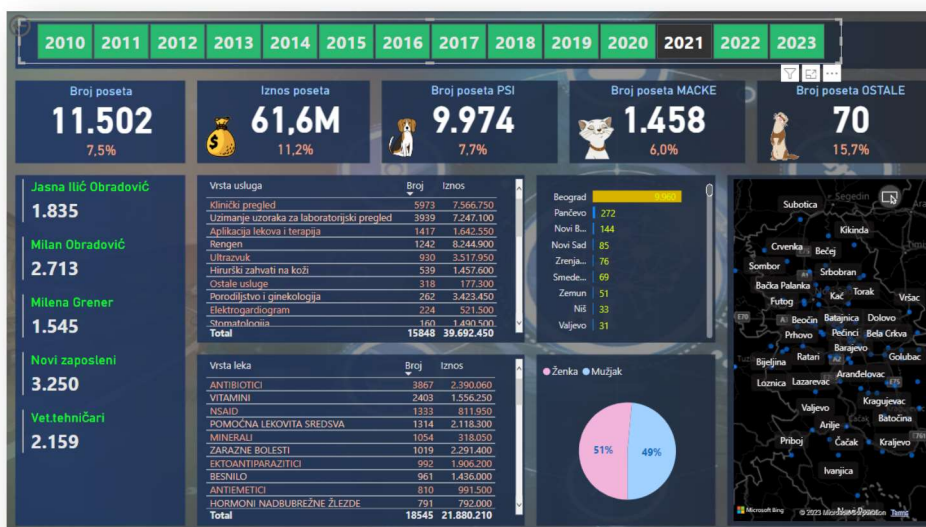 2010 2011 2012 2013 2014 2015 2016 2017 2018 2019 2020 2021 2022 2023
Broj poseta
11.502
7,5%
Iznos poseta
61,6M
11,2%
Broj poseta PSI
9.974
7,7%
Broj poseta MACKE
1.458
6,0%
Broj poseta OSTALE
70
15,7%
Jasna Ilić Obradović
1.835
Milan Obradović
2.713
Milena Grener
1.545
Novi zaposleni
3.250
Vet.tehničari
2.159
Vrsta usluga Broj Iznos
Klinički pregled 5973 7.566.750
Uzimanje uzoraka za laboratorijski pregled 3939 7.247.100
Aplikacija lekova i terapija 1417 1.642.550
Rengen 1242 8.244.900
Ultrazvuk 930 3.517.950
Hirurški zahvati na koži 539 1.457.600
Ostale usluge 318 177.300
Porodiljstvo i ginekologija 262 3.423.450
Elektrogardiogram 224 521.500
Stomatologija 160 1.490.500
Total 15848 39.692.450
Vrsta leka Broj Iznos
ANTIBIOTICI 3867 2.390.060
VITAMINI 2403 1.556.250
NSAID 1333 811.950
POMOĆNA LEKOVITA SREDSVA 1314 2.118.300
MINERALI 1054 318.050
ZARAZNE BOLESTI 1019 2.291.400
EKTOANTIPARAZITICI 992 1.906.200
BESNILO 961 1.436.000
ANTIEMETICI 810 991.500
HORMONI NADBUBREŽNE ŽLEZDE 791 792.000
Total 18545 21.880.210
Beograd 9.960
Pančevo 272
Novi B... 144
Novi Sad 85
Zrenja... 76
Smede... 69
Zemun 51
Niš 33
Valjevo 31
Ženka Mužjak
51% 49%
Segedin
Subotica
Kikinda
Crvenka Bečej
Sombor Srbobran
Bačka Palanka Kać Torak
Futog Vršac
E70 Beočin Batajnica Dolovo
Prhovo Pećinci Bela Crkva
Barajevo
Bijeljina Ratari Golubac
Aranđelovac
Loznica Lazarevac E75
Kragujevac
Valjevo
Batočina
Arilje
Priboj Čačak Kraljevo
Ivanjica
Microsoft Bing © 2023 Terms